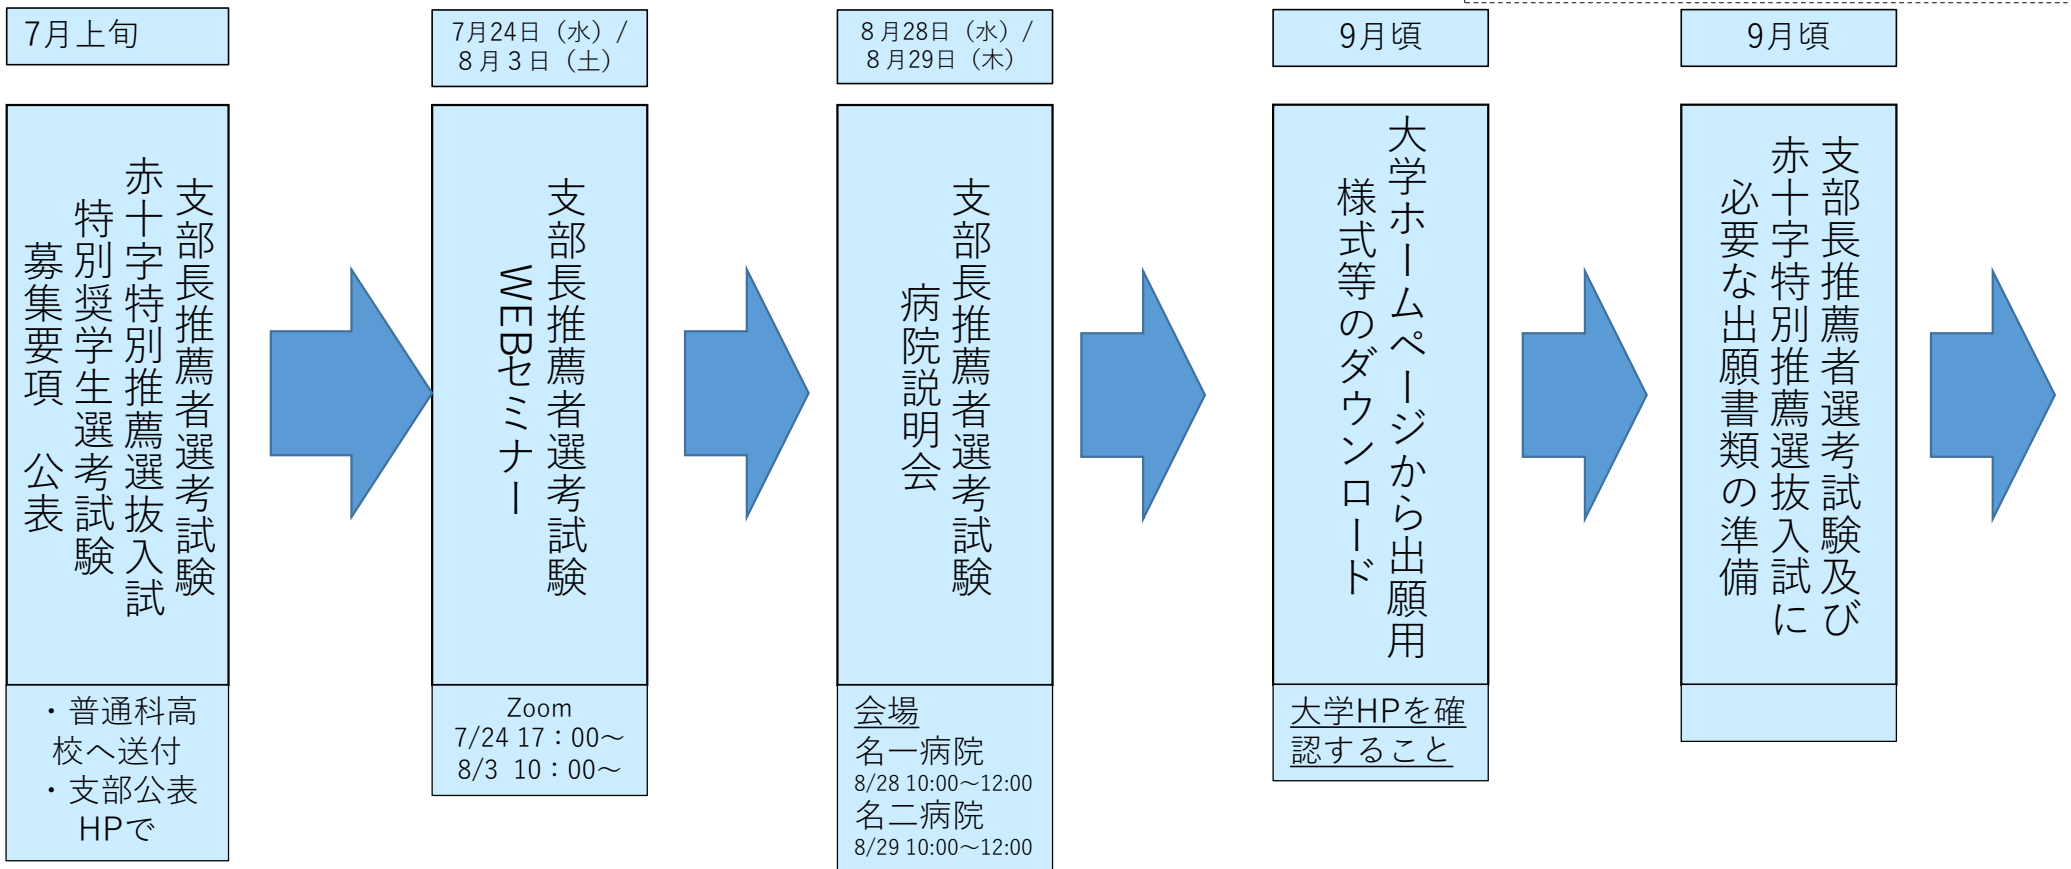 7月上旬
支部長推薦者選考試験
赤十字特別推薦選抜入試
特別奨学生選考試験
募集要項　公表
・普通科高
校へ送付
・支部公表
HPで
7月24日（水）/
８月３日（土）
支部長推薦者選考試験
WEBセミナー
Zoom
7/24 17：00～
8/3 10：00～
８月28日（水）/
８月29日（木）
支部長推薦者選考試験
病院説明会
会場
名一病院
8/28 10:00～12:00
名二病院
8/29 10:00～12:00
9月頃
大学ホームページから出願用
様式等のダウンロード
大学HPを確
認すること
9月頃
支部長推薦者選考試験及び
赤十字特別推薦選抜入試に
必要な出願書類の準備